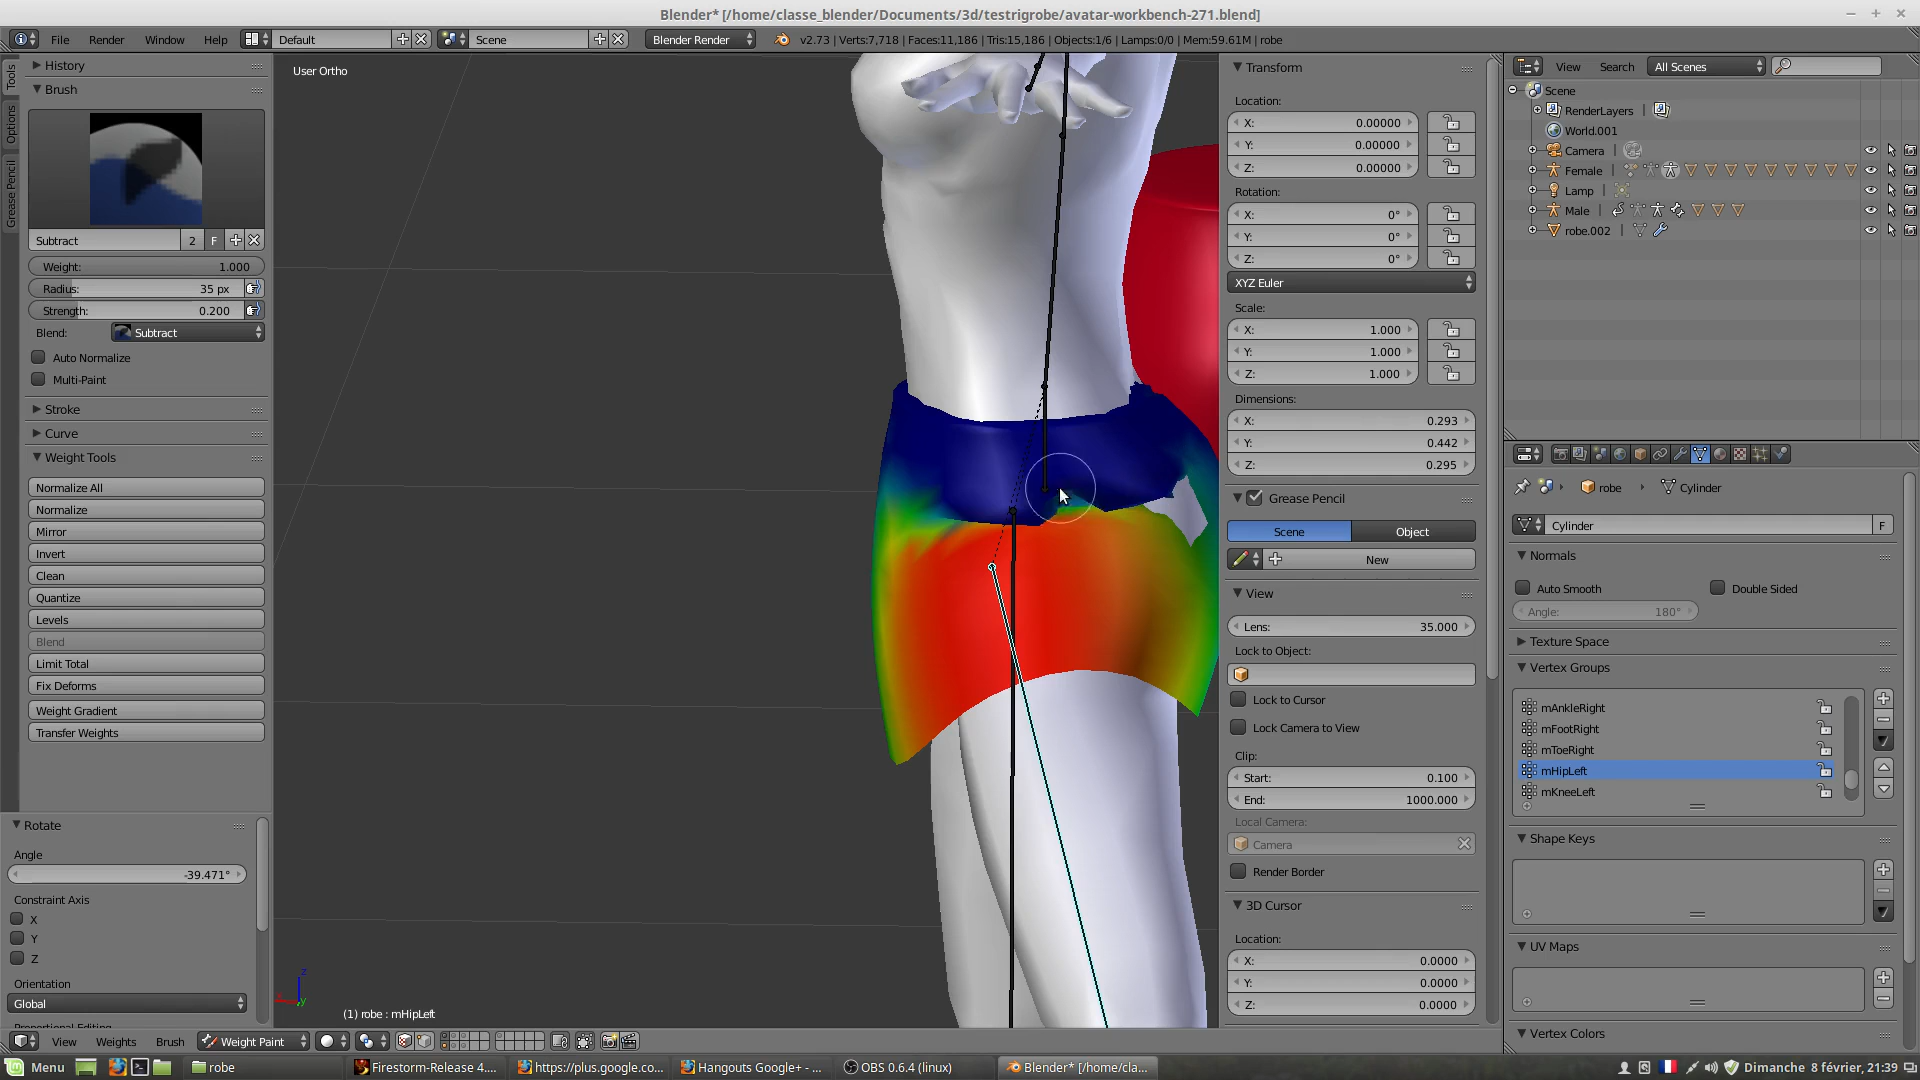 Blender* [/home/classe_blender/Documents/3d/testrigrobe/avatar-workbench-271.blend]
File Render Window Help Default Scene Blender Render v2.73 | Verts:7,718 | Faces:11,186 | Tris:15,186 | Objects:1/6 | Lamps:0/0 | Mem:59.61M | robe
Tools
Options
Grease Pencil
History
Brush
Subtract 2 F
Weight: 1.000
Radius: 35 px
Strength: 0.200
Blend: Subtract
Auto Normalize
Multi-Paint
Stroke
Curve
Weight Tools
Normalize All
Normalize
Mirror
Invert
Clean
Quantize
Levels
Blend
Limit Total
Fix Deforms
Weight Gradient
Transfer Weights
Rotate
Angle
-39.471°
Constraint Axis
X
Y
Z
Orientation
Global
Proportional Editing
User Ortho
z
x
y
(1) robe : mHipLeft
View Weights Brush Weight Paint
Transform
Location:
X: 0.00000
Y: 0.00000
Z: 0.00000
Rotation:
X: 0°
Y: 0°
Z: 0°
XYZ Euler
Scale:
X: 1.000
Y: 1.000
Z: 1.000
Dimensions:
X: 0.293
Y: 0.442
Z: 0.295
Grease Pencil
Scene Object
New
View
Lens: 35.000
Lock to Object:
Lock to Cursor
Lock Camera to View
Clip:
Start: 0.100
End: 1000.000
Local Camera:
Camera
Render Border
3D Cursor
Location:
X: 0.0000
Y: 0.0000
Z: 0.0000
View Search All Scenes
Scene
RenderLayers |
World.001
Camera |
Female |
Lamp |
Male |
robe.002 |
robe Cylinder
Cylinder F
Normals
Auto Smooth Double Sided
Angle: 180°
Texture Space
Vertex Groups
mAnkleRight
mFootRight
mToeRight
mHipLeft
mKneeLeft
Shape Keys
UV Maps
Vertex Colors
Menu robe Firestorm-Release 4.... https://plus.google.co... Hangouts Google+ - ... OBS 0.6.4 (linux) Blender* [/home/cla... Dimanche 8 février, 21:39